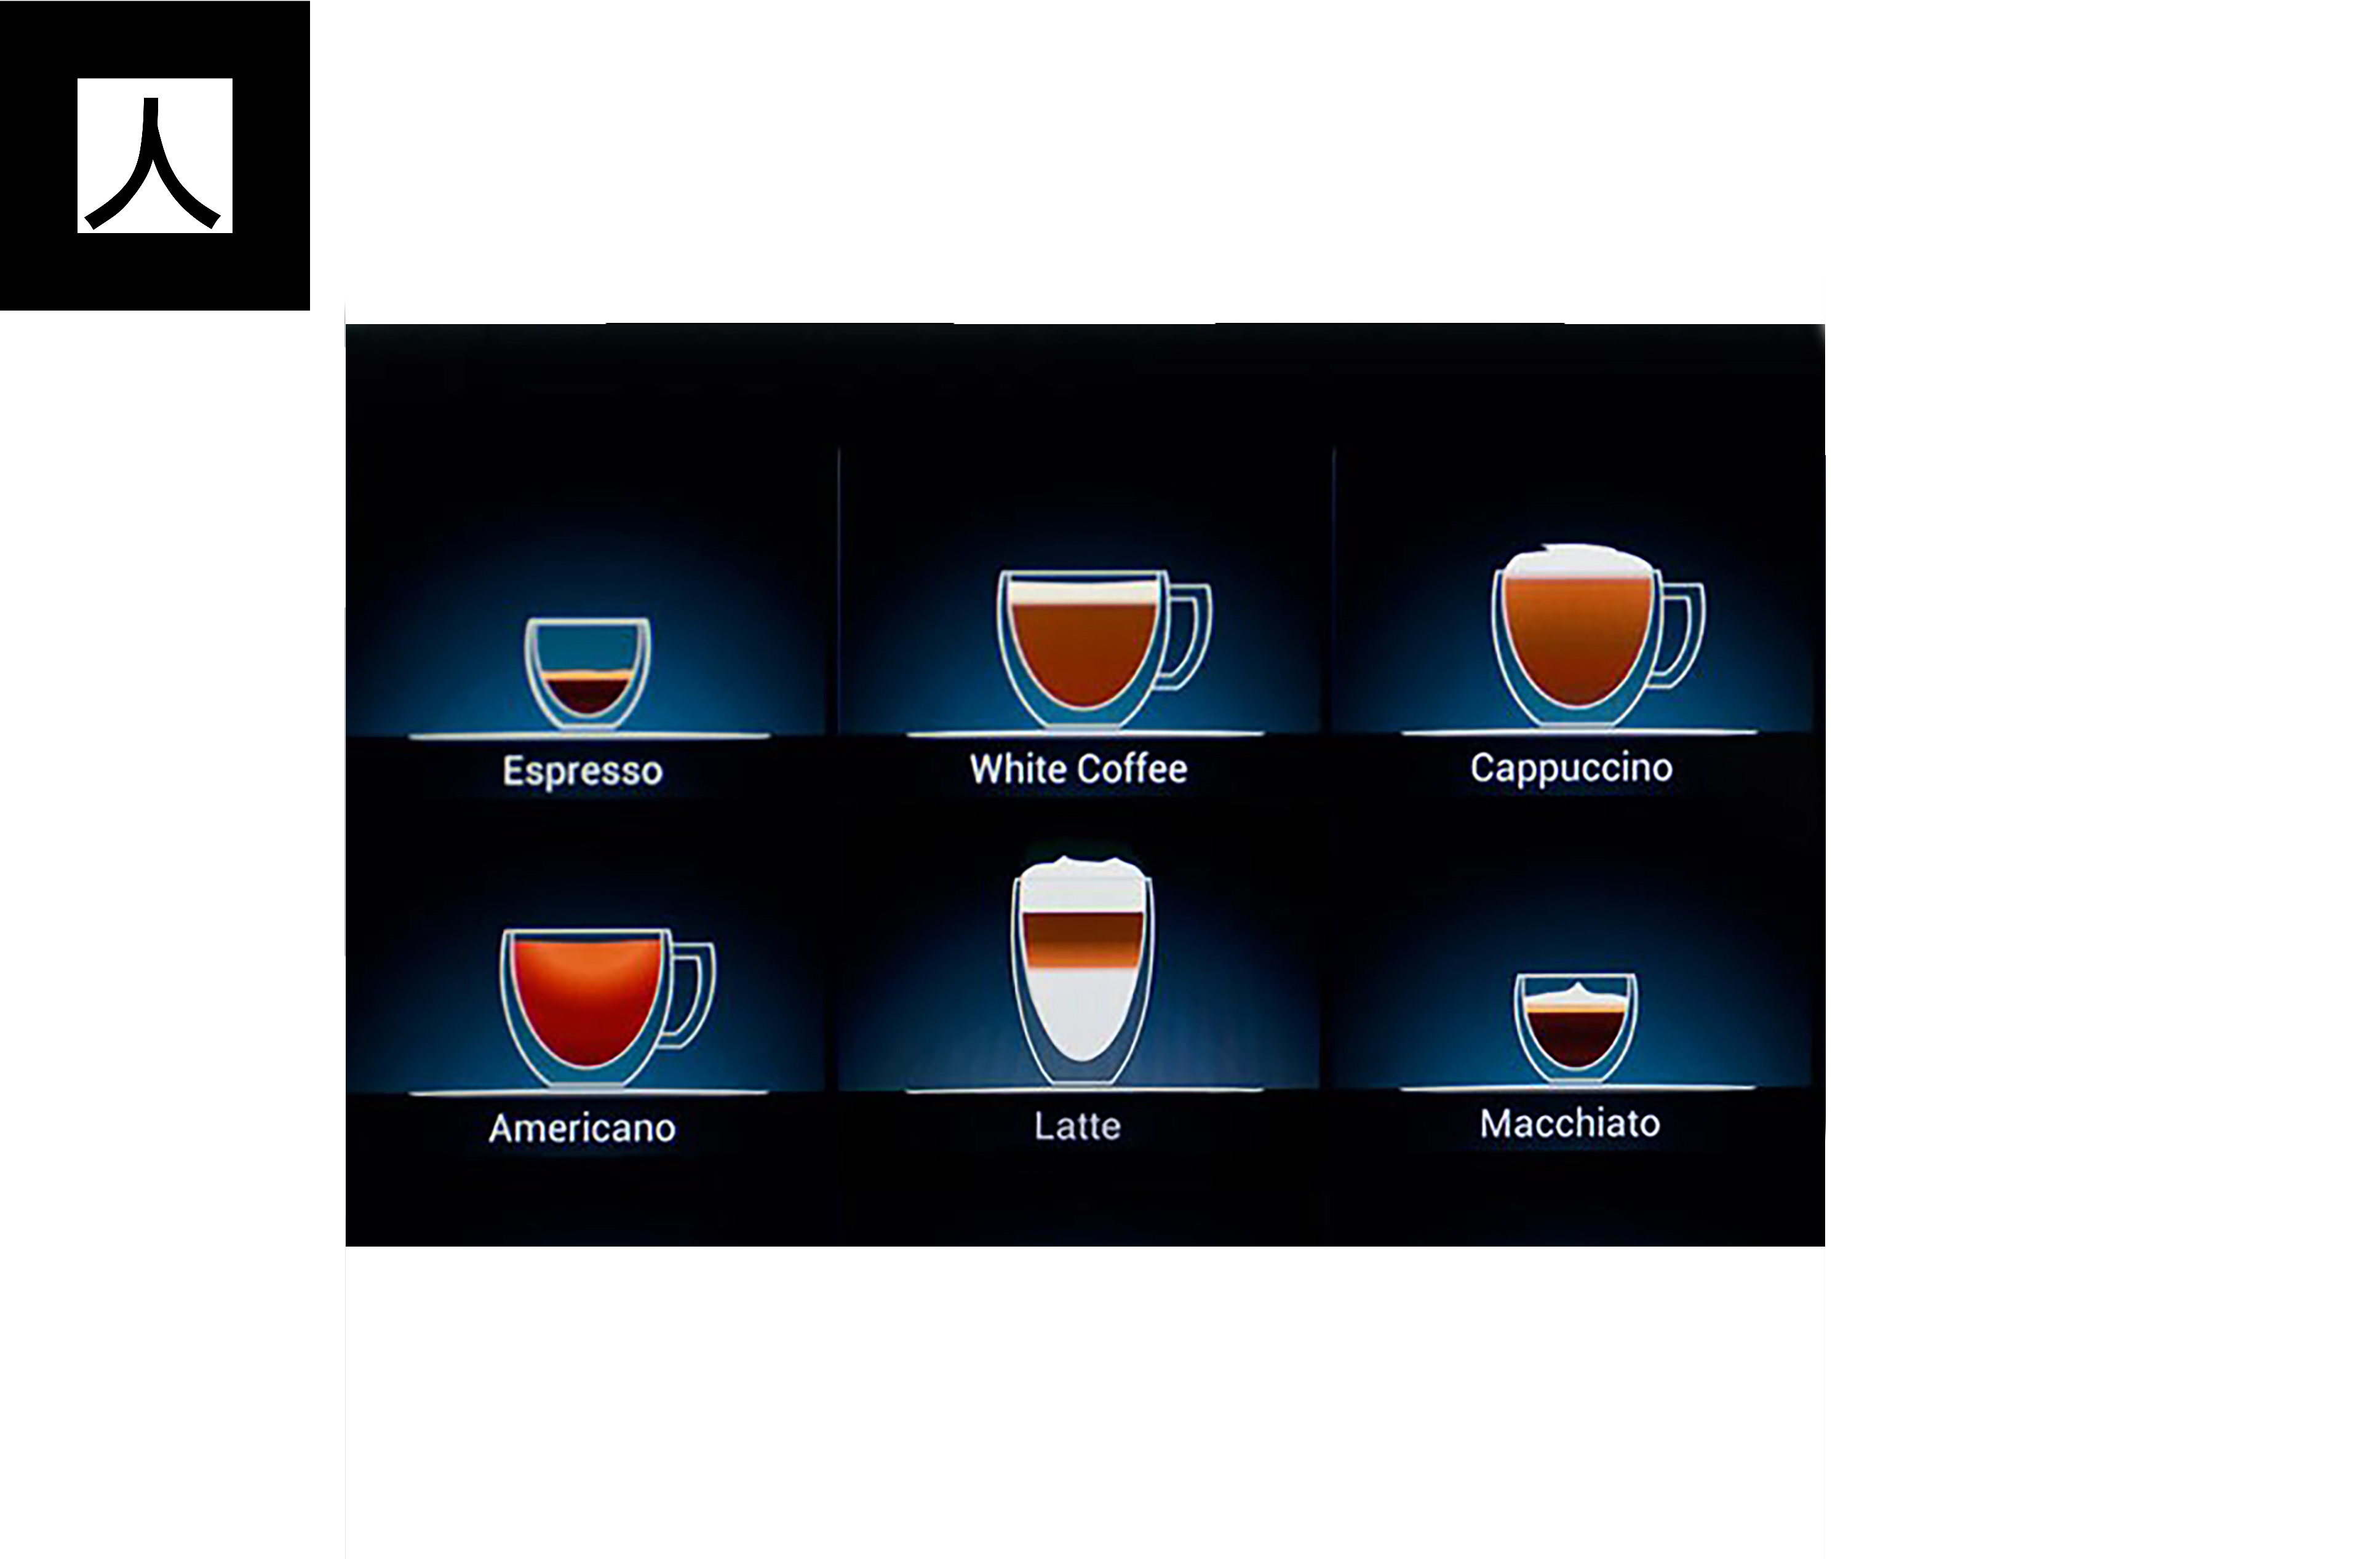 人
Espresso
White Coffee
Cappuccino
Americano
Latte
Macchiato